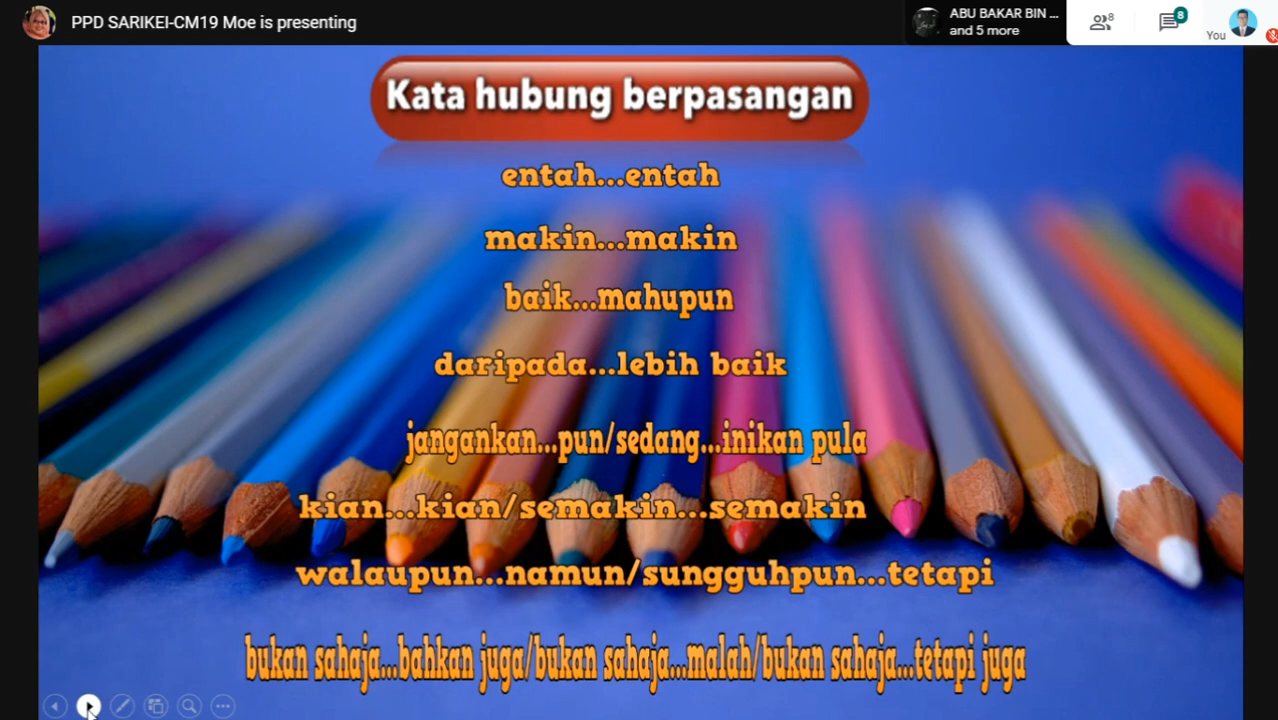 PPD SARIKEI-CM19 Moe is presenting
ABU BAKAR BIN ...
and 5 more
8
8
You
Kata hubung berpasangan
entah...entah
makin...makin
baik...mahupun
daripada...lebih baik
jangankan...pun/sedang...inikan pula
kian...kian/semakin...semakin
walaupun...namun/sungguhpun...tetapi
bukan sahaja...bahkan juga/bukan sahaja...malah/bukan sahaja...tetapi juga